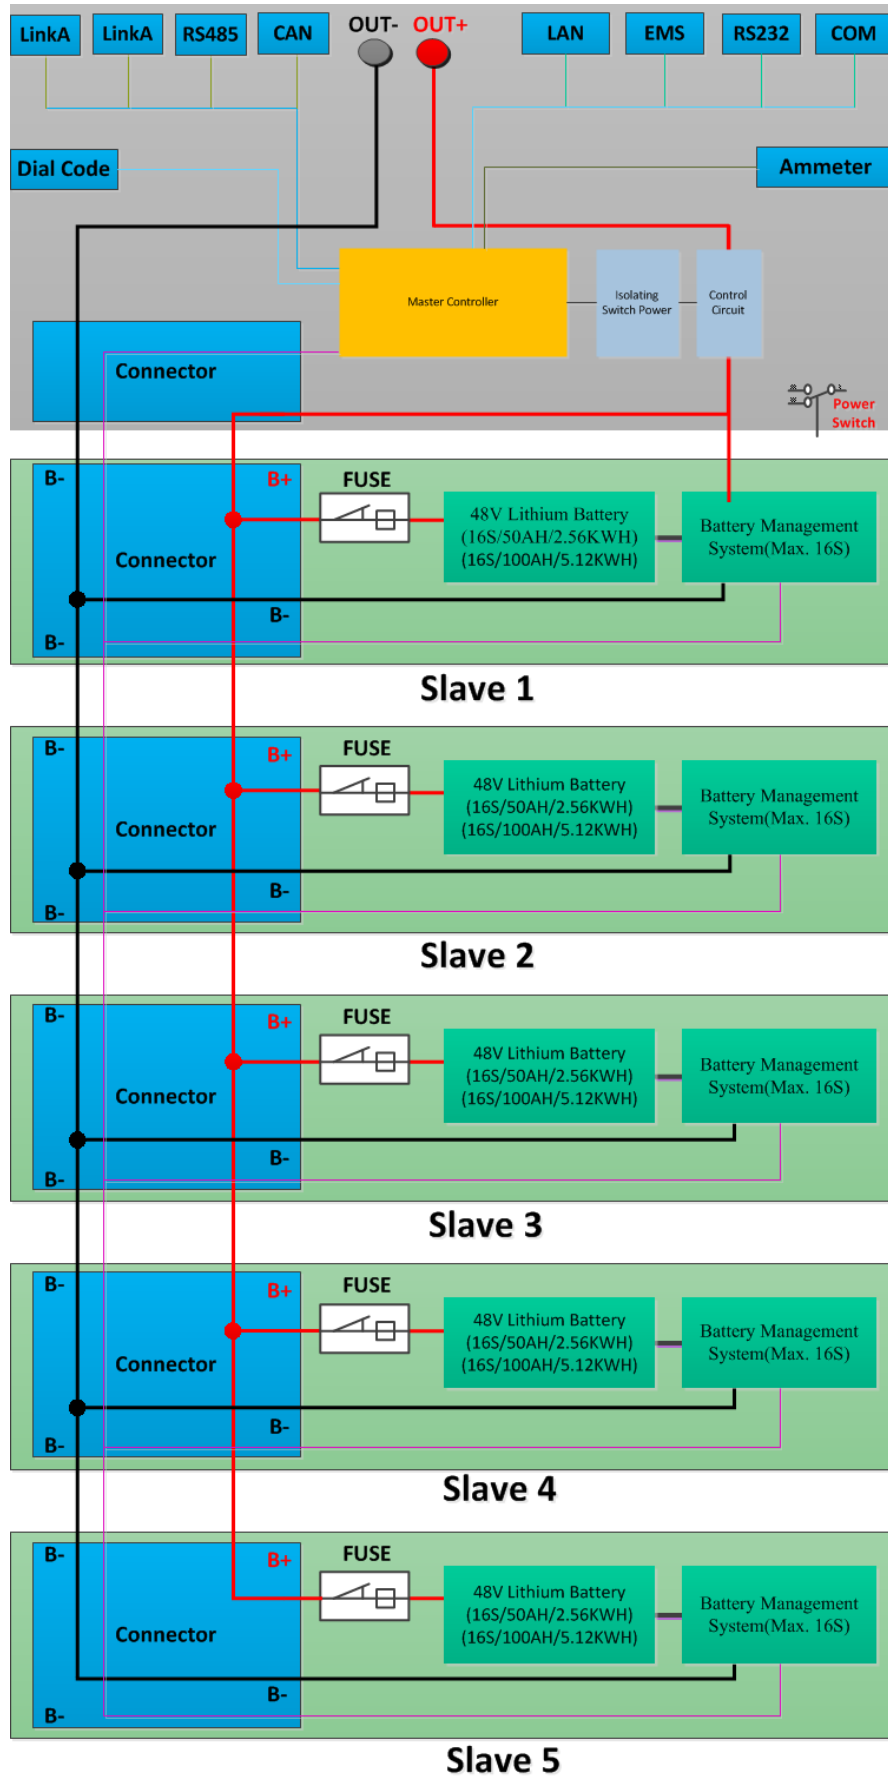 LinkA
LinkA
RS485
CAN
OUT-
OUT+
LAN
EMS
RS232
COM
Dial Code
Ammeter
Master Controller
Isolating
Switch Power
Control
Circuit
Connector
Power
Switch
B-
B+
FUSE
48V Lithium Battery
(16S/50AH/2.56KWH)
(16S/100AH/5.12KWH)
Battery Management
System(Max. 16S)
Connector
B-
B-
Slave 1
B-
B+
FUSE
48V Lithium Battery
(16S/50AH/2.56KWH)
(16S/100AH/5.12KWH)
Battery Management
System(Max. 16S)
Connector
B-
B-
Slave 2
B-
B+
FUSE
48V Lithium Battery
(16S/50AH/2.56KWH)
(16S/100AH/5.12KWH)
Battery Management
System(Max. 16S)
Connector
B-
B-
Slave 3
B-
B+
FUSE
48V Lithium Battery
(16S/50AH/2.56KWH)
(16S/100AH/5.12KWH)
Battery Management
System(Max. 16S)
Connector
B-
B-
Slave 4
B-
B+
FUSE
48V Lithium Battery
(16S/50AH/2.56KWH)
(16S/100AH/5.12KWH)
Battery Management
System(Max. 16S)
Connector
B-
B-
Slave 5